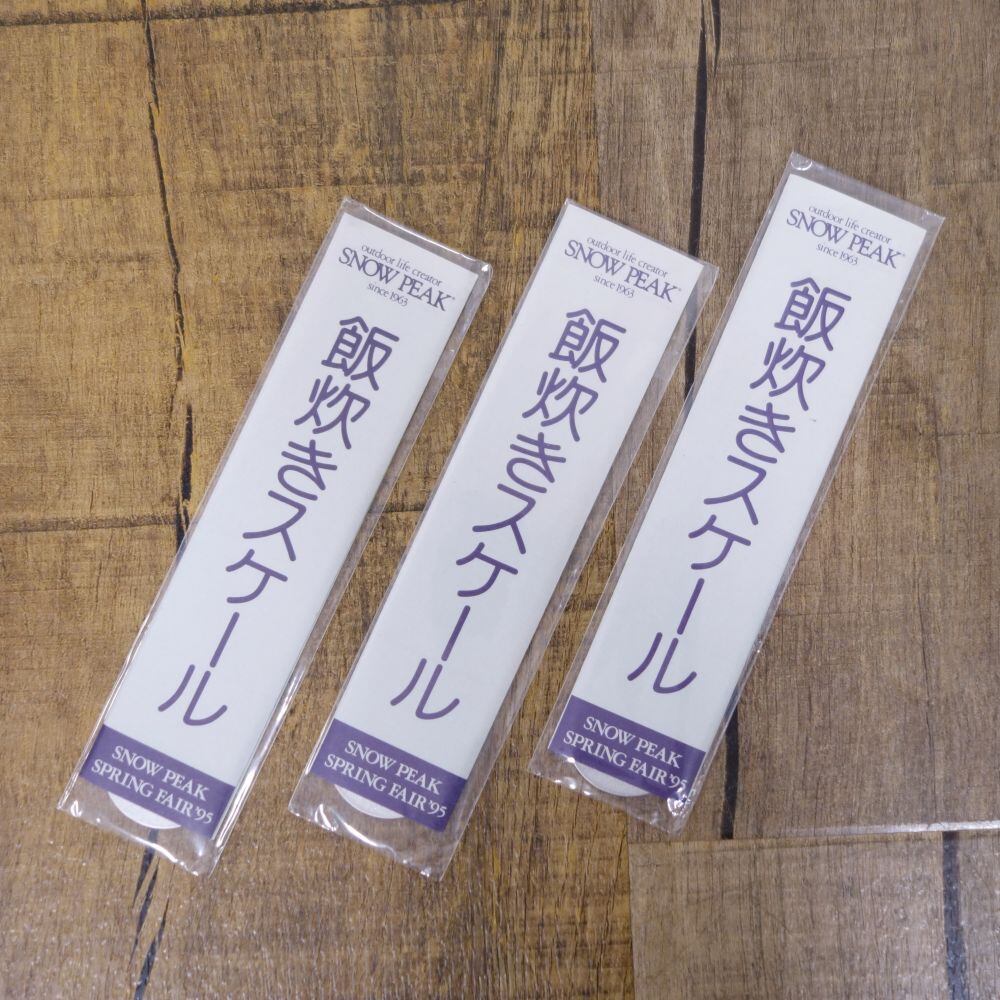 outdoor life creator
SNOW PEAK
since 1963
飯炊きスケール
SNOW PEAK
SPRING FAIR '95
outdoor life creator
SNOW PEAK
since 1963
飯炊きスケール
SNOW PEAK
SPRING FAIR '95
outdoor life creator
SNOW PEAK
since 1963
飯炊きスケール
SNOW PEAK
SPRING FAIR '95